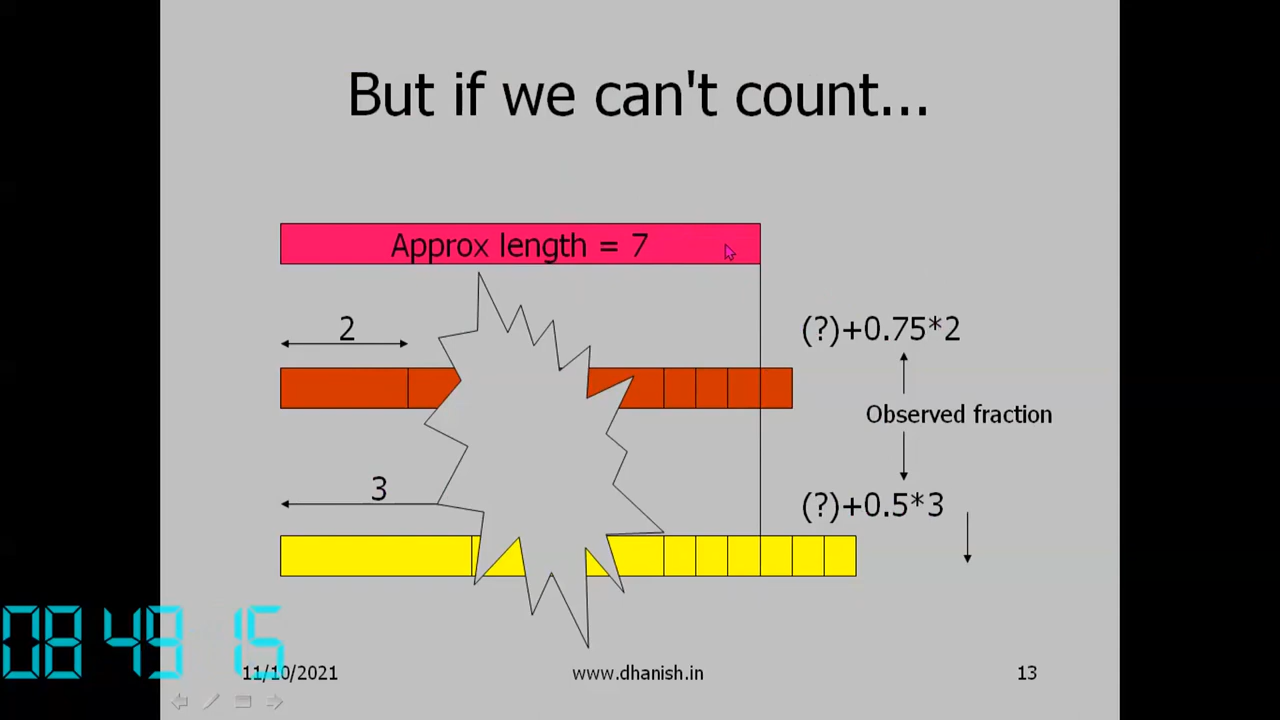 But if we can't count...
Approx length = 7
2
(?)+0.75*2
Observed fraction
3
(?)+0.5*3
08 49 15
11/10/2021
www.dhanish.in
13